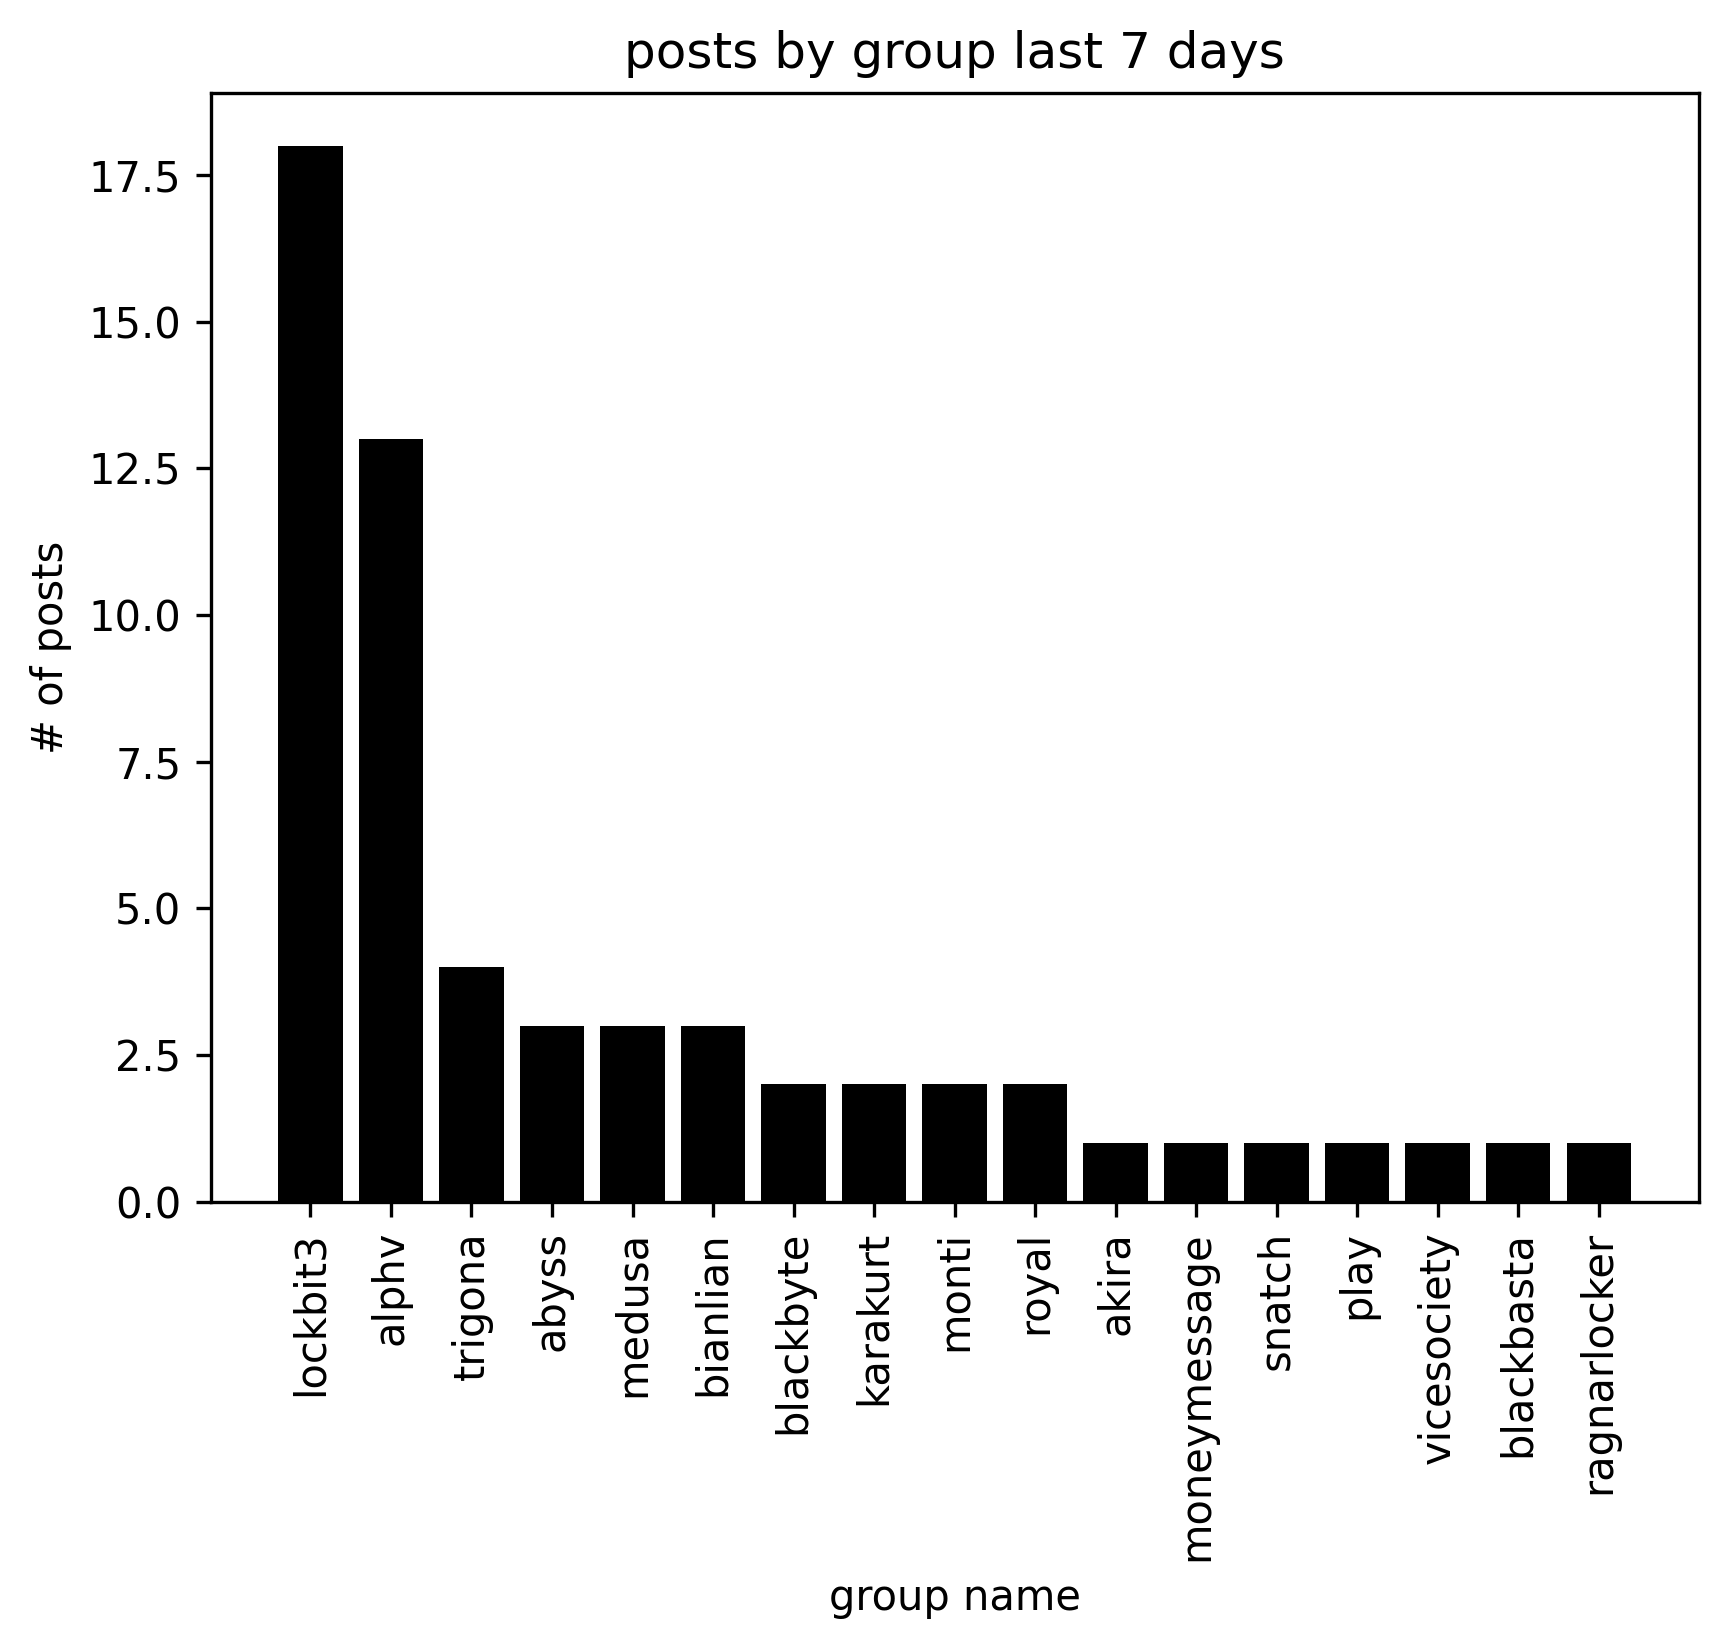 posts by group last 7 days
# of posts
17.5
15.0
12.5
10.0
7.5
5.0
2.5
0.0
lockbit3
alphv
trigona
abyss
medusa
bianlian
blackbyte
karakurt
monti
royal
akira
moneymessage
snatch
play
vicesociety
blackbasta
ragnarlocker
group name